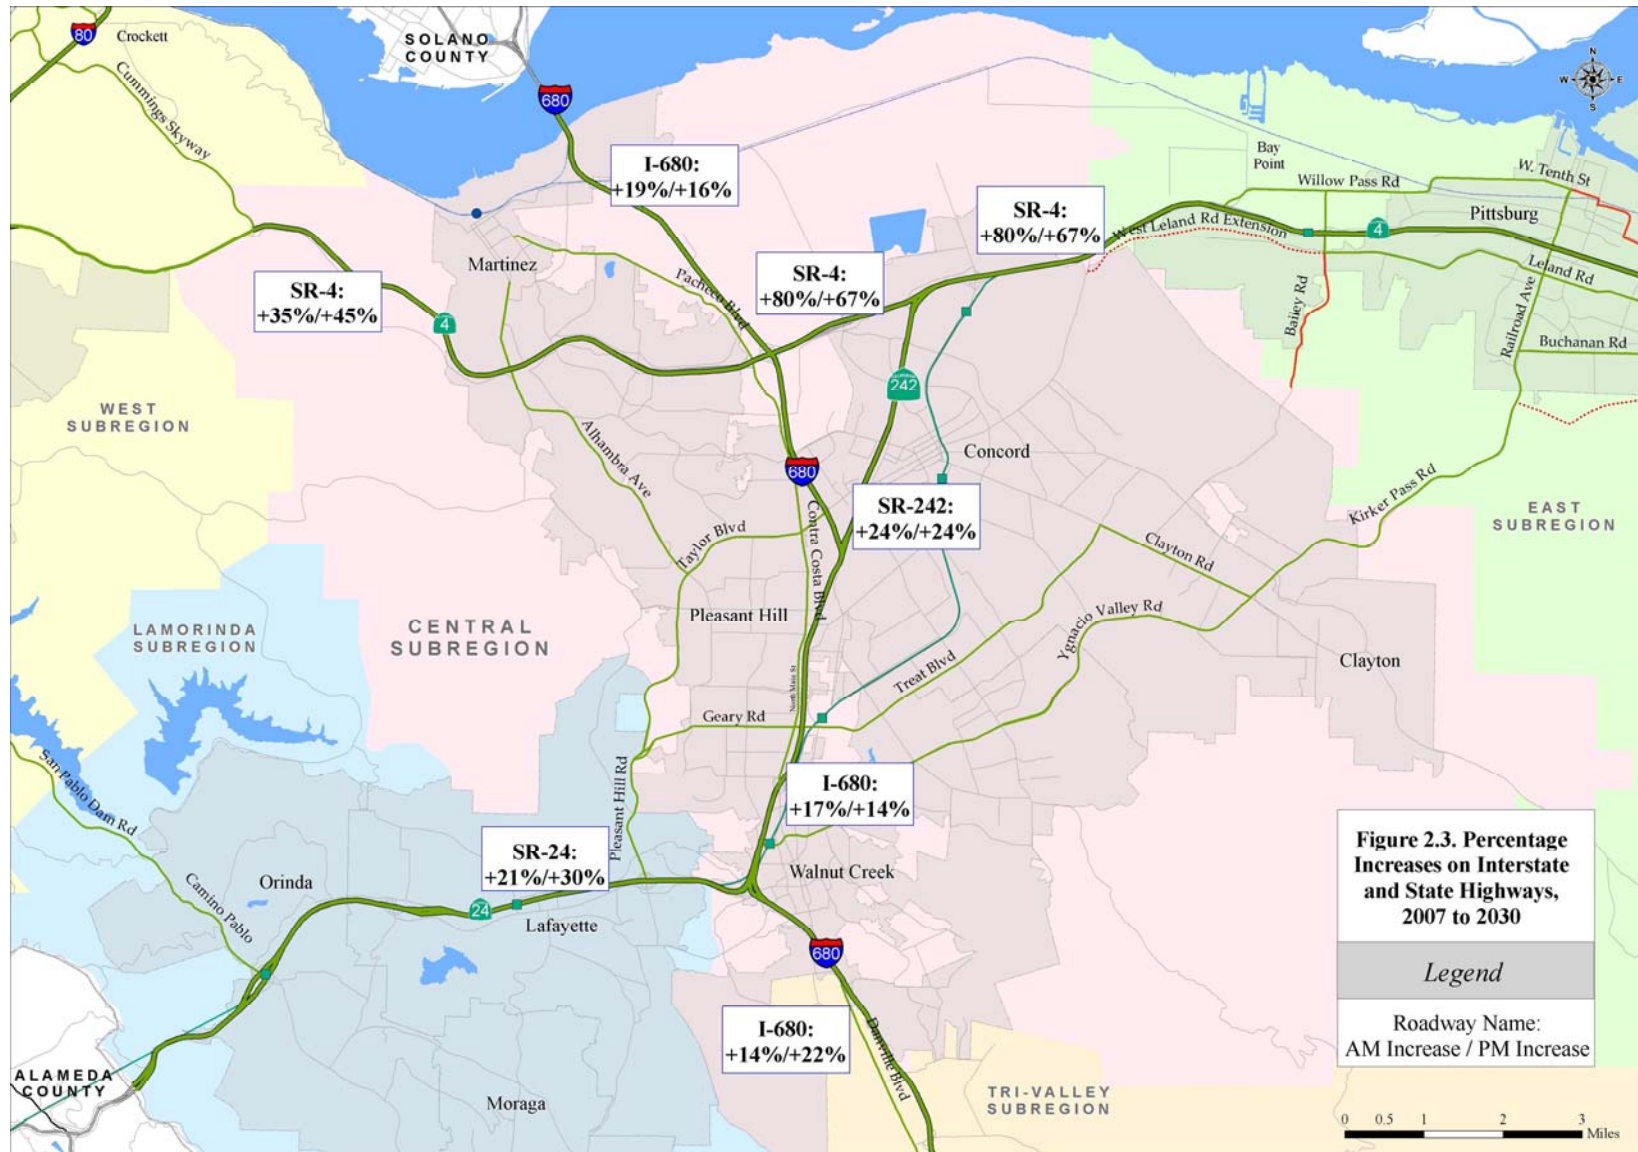 80
Crockett
SOLANO
COUNTY
680
N
W E
S
Cummings Skyway
I-680:
+19%/+16%
Bay
Point
W. Tenth St
Willow Pass Rd
Pittsburg
SR-4:
+80%/+67%
West Leland Rd Extension
4
Martinez
SR-4:
+80%/+67%
Leland Rd
Pacheco Blvd
SR-4:
+35%/+45%
4
Bailey Rd
Railroad Ave
Buchanan Rd
242
WEST
SUBREGION
Alhambra Ave
Concord
680
Kirker Pass Rd
SR-242:
+24%/+24%
EAST
SUBREGION
Contra Costa Blvd
Taylor Blvd
Clayton Rd
Pleasant Hill
Ygnacio Valley Rd
LAMORINDA
SUBREGION
CENTRAL
SUBREGION
Clayton
Treat Blvd
North Main St
Geary Rd
San Pablo Dam Rd
Pleasant Hill Rd
I-680:
+17%/+14%
SR-24:
+21%/+30%
Walnut Creek
Orinda
Camino Pablo
24
Lafayette
680
Figure 2.3. Percentage
Increases on Interstate
and State Highways,
2007 to 2030
Legend
Roadway Name:
AM Increase / PM Increase
I-680:
+14%/+22%
Danville Blvd
ALAMEDA
COUNTY
Moraga
TRI-VALLEY
SUBREGION
0 0.5 1 2 3
Miles